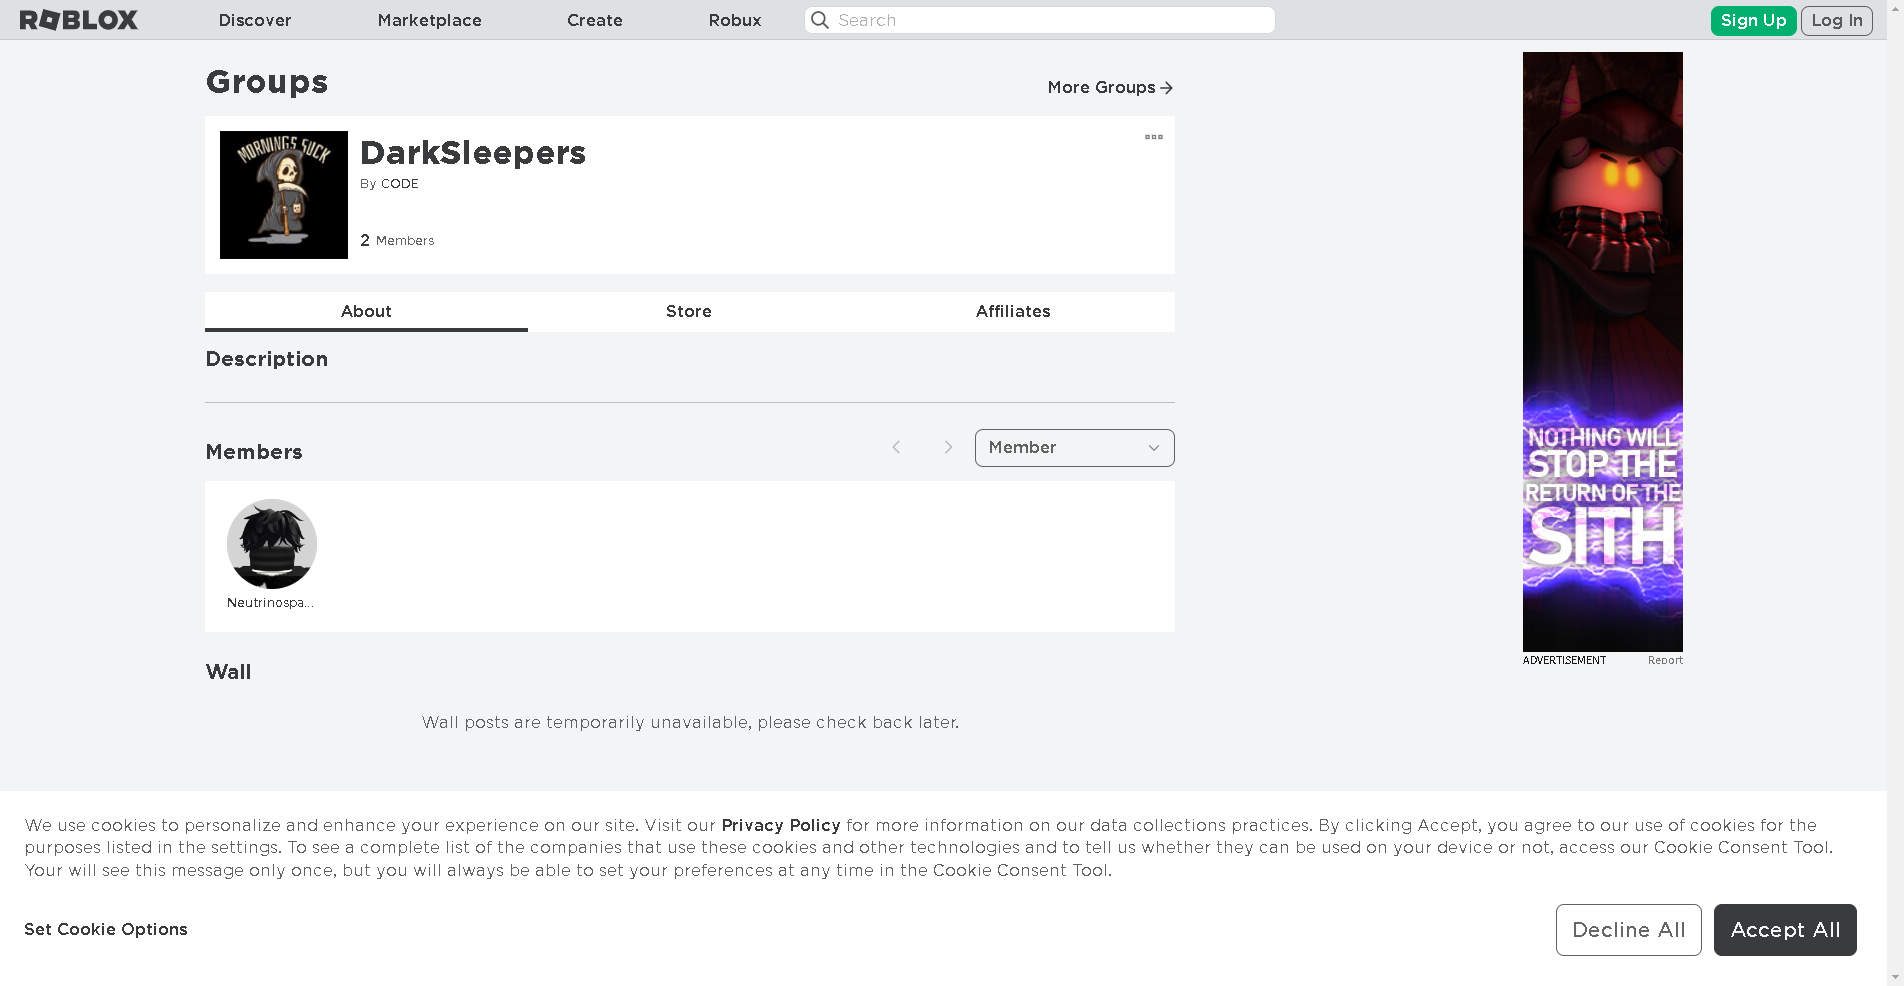 ROBLOX
Discover
Marketplace
Create
Robux
Search
Sign Up
Log In
Groups
More Groups
MORNINGS SUCK
DarkSleepers
By CODE
2 Members
About
Store
Affiliates
Description
Members
Member
Neutrinospa...
Wall
Wall posts are temporarily unavailable, please check back later.
NOTHING WILL
STOP THE
RETURN OF THE
SITH
ADVERTISEMENT
Report
We use cookies to personalize and enhance your experience on our site. Visit our Privacy Policy for more information on our data collections practices. By clicking Accept, you agree to our use of cookies for the
purposes listed in the settings. To see a complete list of the companies that use these cookies and other technologies and to tell us whether they can be used on your device or not, access our Cookie Consent Tool.
Your will see this message only once, but you will always be able to set your preferences at any time in the Cookie Consent Tool.
Set Cookie Options
Decline All
Accept All